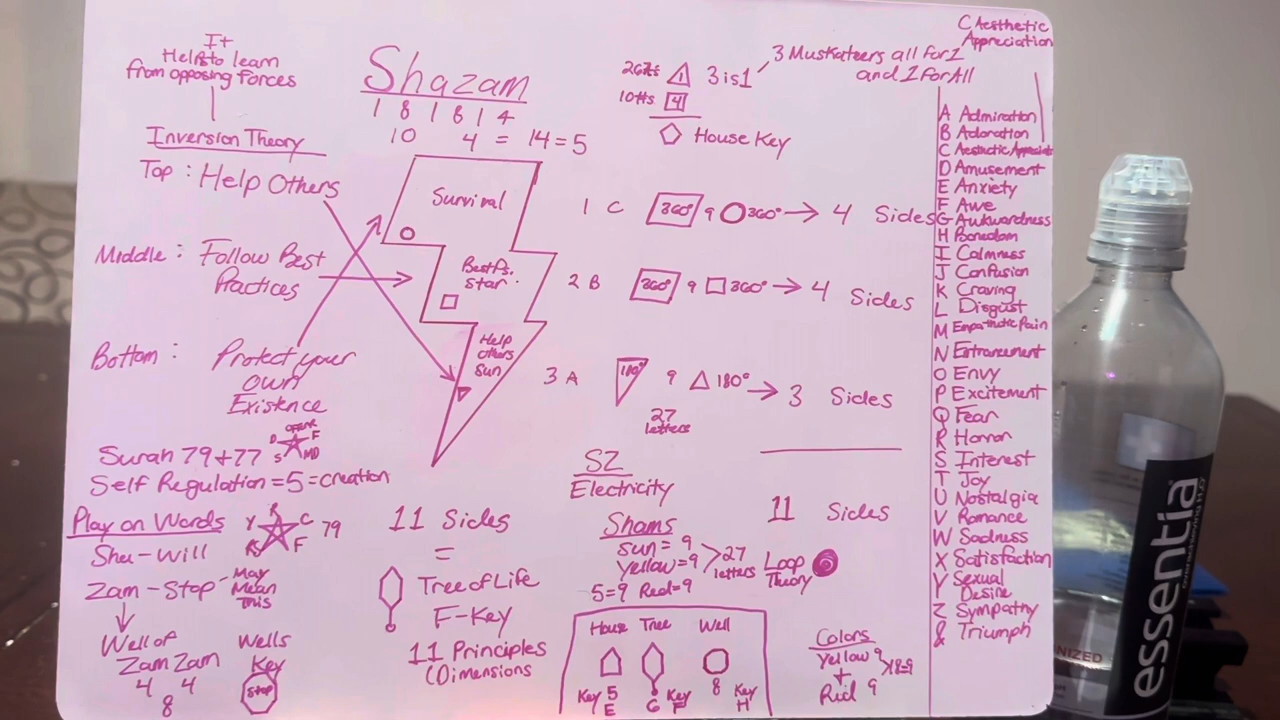 It
Helps to learn
from opposing forces
Inversion Theory
Top : Help Others
Middle : Follow Best
Practices
Bottom : Protect your
own
Existence
Surah 79+77
Self Regulation = 5 = creation
Play on Words
Sha-Will
Zam-Stop - May
Mean
This
Well of
Zam Zam
4 4
8
Wells
Key
Stop
Y R C 79
F
Shazam
1 8 1 8 1 4
10 4 = 14 = 5
Survival
star
Help
others
sun
11 Sides
=
Tree of Life
F-Key
11 Principles
(Dimensions
1 3 is 1
10 4
House Key
3 Muskateers all for 1
and 1 For All
1 C 360° 9 360° → 4 Sides
2 B 360° 9 360° → 4 Sides
3 A 180° 9 180° → 3 Sides
27
letters
11 Sides
Electricity
Shams
sun = 9
yellow = 9 > 27
letters
Loop
Theory
5=9 Red=9
House Tree Well
Key 5
E
6 Key
F
8 Key
H
Colors
Yellow 9
+
Red 9
18=9
C Aesthetic
Appreciation
A Admiration
B Adoration
C Aesthetic
D Amusement
E Anxiety
F Awe
G Awkwardness
H Boredom
I Calmness
J Confusion
K Craving
L Disgust
M Empathetic Pain
N Entrancement
O Envy
P Excitement
Q Fear
R Horror
S Interest
T Joy
U Nostalgia
V Romance
W Sadness
X Satisfaction
Y Sexual
Desire
Z Sympathy
& Triumph
essentia